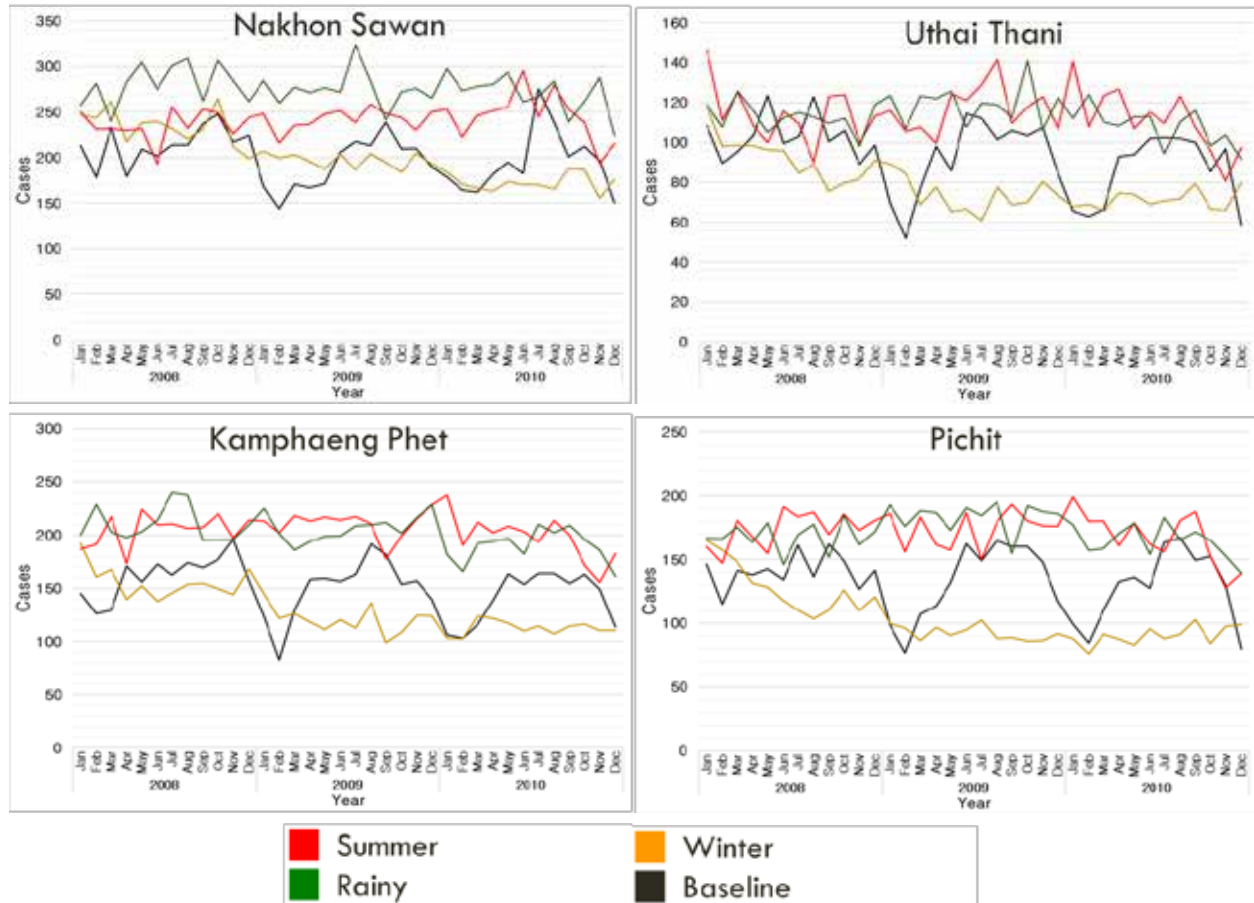 Nakhon Sawan
350
300
250
200
150
100
50
0
Cases
Jan Feb Mar Apr May Jun Jul Aug Sep Oct Nov Dec Jan Feb Mar Apr May Jun Jul Aug Sep Oct Nov Dec Jan Feb Mar Apr May Jun Jul Aug Sep Oct Nov Dec
2008 2009 2010
Year
Uthai Thani
160
140
120
100
80
60
40
20
0
Cases
Jan Feb Mar Apr May Jun Jul Aug Sep Oct Nov Dec Jan Feb Mar Apr May Jun Jul Aug Sep Oct Nov Dec Jan Feb Mar Apr May Jun Jul Aug Sep Oct Nov Dec
2008 2009 2010
Year
Kamphaeng Phet
300
250
200
150
100
50
0
Cases
Jan Feb Mar Apr May Jun Jul Aug Sep Oct Nov Dec Jan Feb Mar Apr May Jun Jul Aug Sep Oct Nov Dec Jan Feb Mar Apr May Jun Jul Aug Sep Oct Nov Dec
2008 2009 2010
Year
Pichit
250
200
150
100
50
0
Cases
Jan Feb Mar Apr May Jun Jul Aug Sep Oct Nov Dec Jan Feb Mar Apr May Jun Jul Aug Sep Oct Nov Dec Jan Feb Mar Apr May Jun Jul Aug Sep Oct Nov Dec
2008 2009 2010
Year
Summer Winter
Rainy Baseline